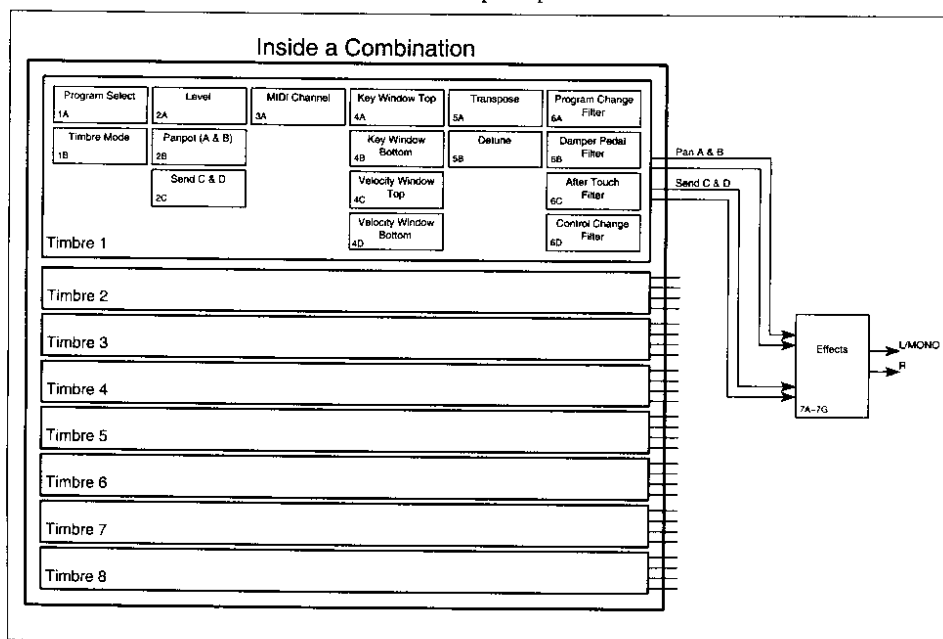 Inside a Combination
Program Select
1A
Level
2A
MIDI Channel
3A
Key Window Top
4A
Transpose
5A
Program Change
Filter
6A
Timbre Mode
1B
Panpot (A & B)
2B
Key Window
Bottom
4B
Detune
5B
Damper Pedal
Filter
6B
Send C & D
2C
Velocity Window
Top
4C
After Touch
Filter
6C
Velocity Window
Bottom
4D
Control Change
Filter
6D
Timbre 1
Pan A & B
Send C & D
Timbre 2
Timbre 3
Timbre 4
Timbre 5
Timbre 6
Timbre 7
Timbre 8
Effects
7A-7G
L/MONO
R